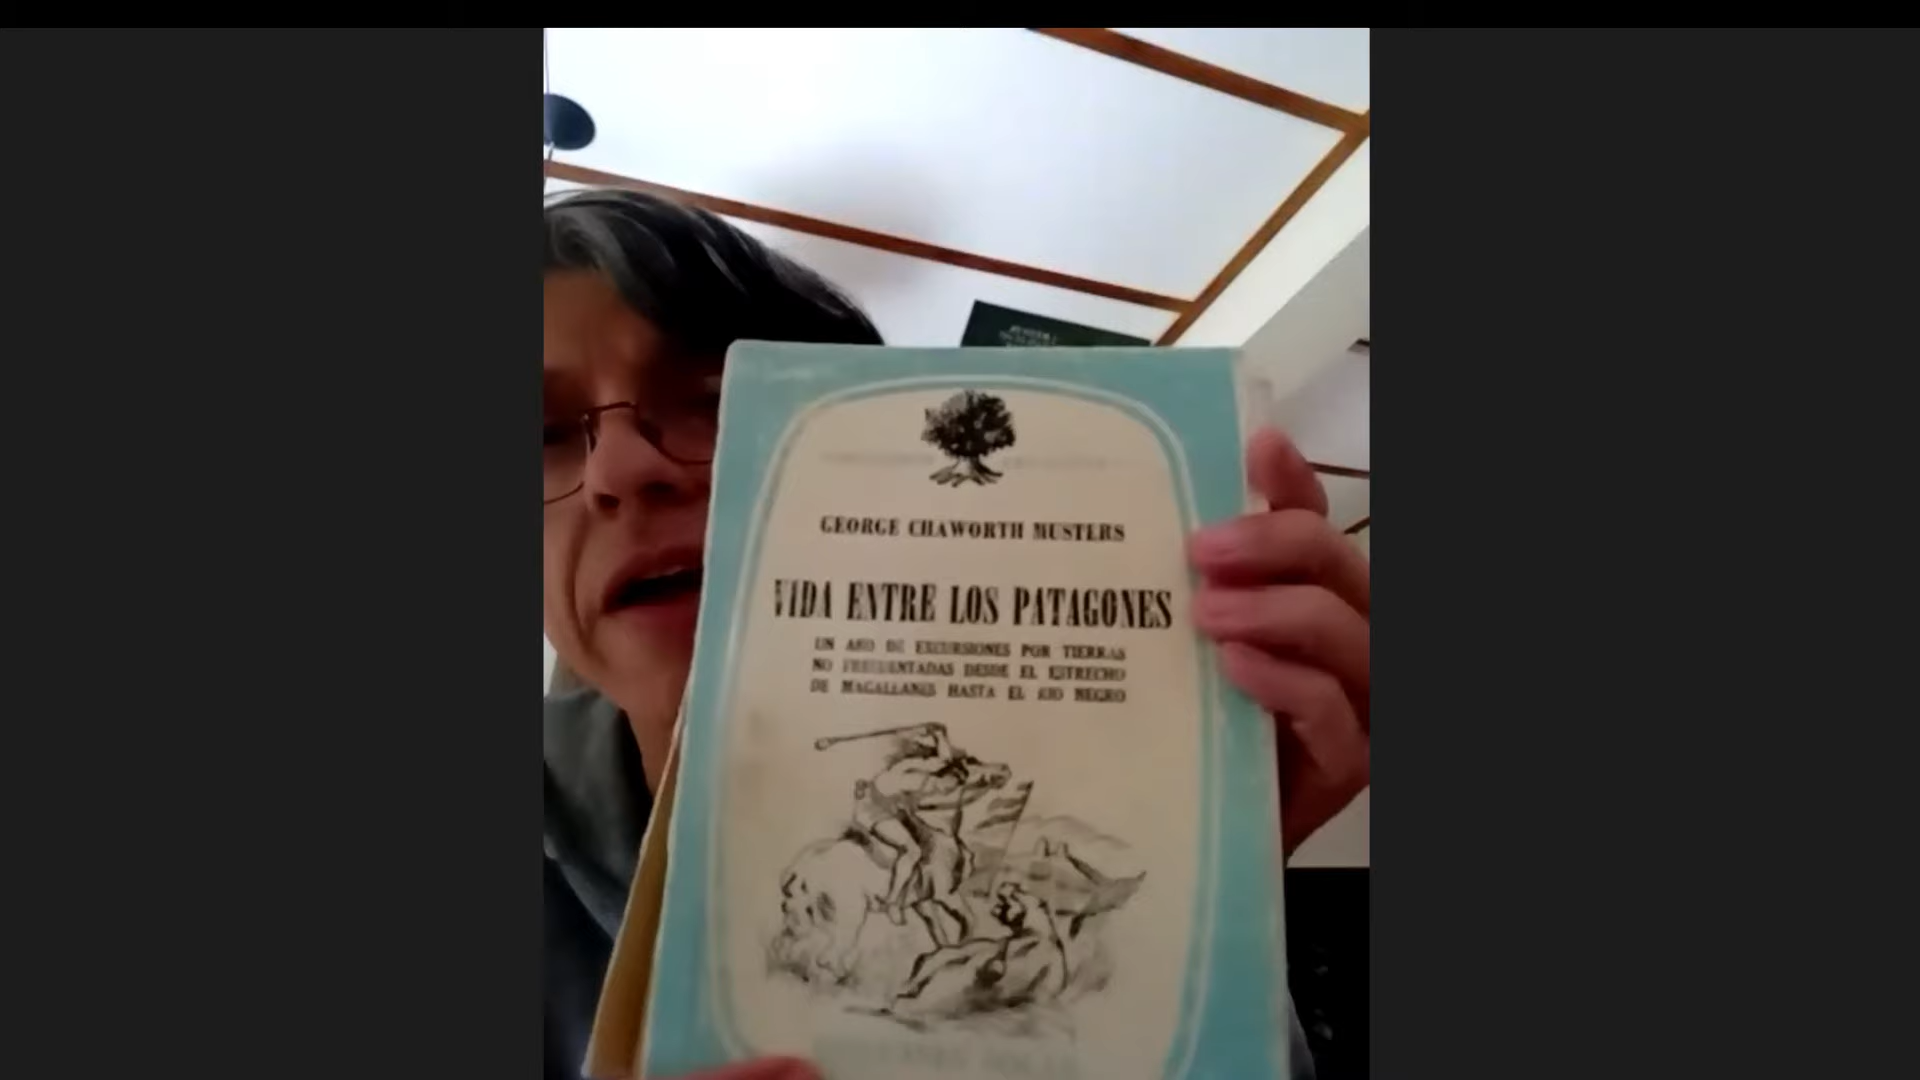 GEORGE CHAWORTH MUSTERS
VIDA ENTRE LOS PATAGONES
UN AÑO DE EXCURSIONES POR TIERRAS
NO FRECUENTADAS DESDE EL ESTRECHO
DE MAGALLANES HASTA EL RIO NEGRO